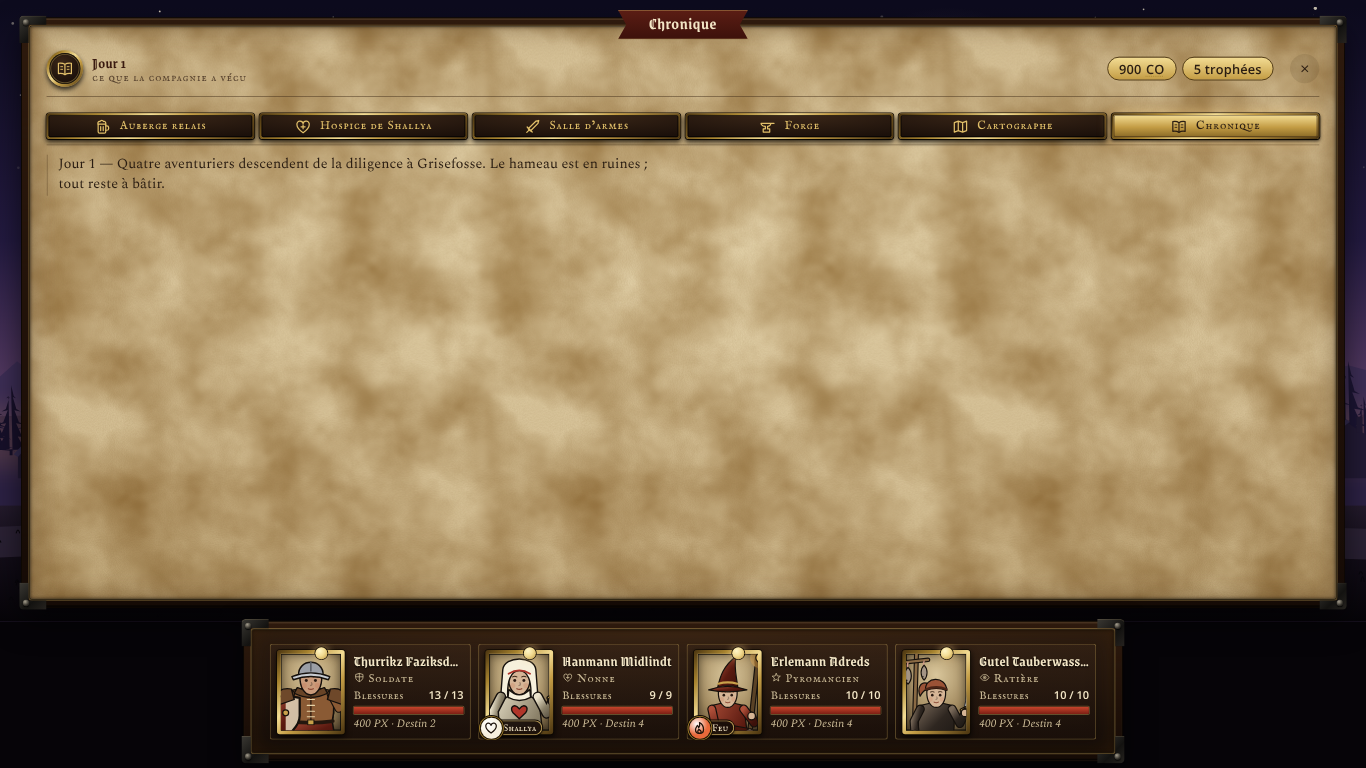 Chronique
Jour 1
CE QUE LA COMPAGNIE A VÉCU
900 CO
5 trophées
×
Auberge relais
Hospice de Shallya
Salle d'armes
Forge
Cartographe
Chronique
Jour 1 — Quatre aventuriers descendent de la diligence à Grisefosse. Le hameau est en ruines ;
tout reste à bâtir.
Thurrikz Faziksd...
Soldate
Blessures 13 / 13
400 PX · Destin 2
Hanmann Midlindt
Nonne
Blessures 9 / 9
400 PX · Destin 4
Shallya
Erlemann Adreds
Pyromancien
Blessures 10 / 10
400 PX · Destin 4
Feu
Gutel Tauberwass...
Ratière
Blessures 10 / 10
400 PX · Destin 4